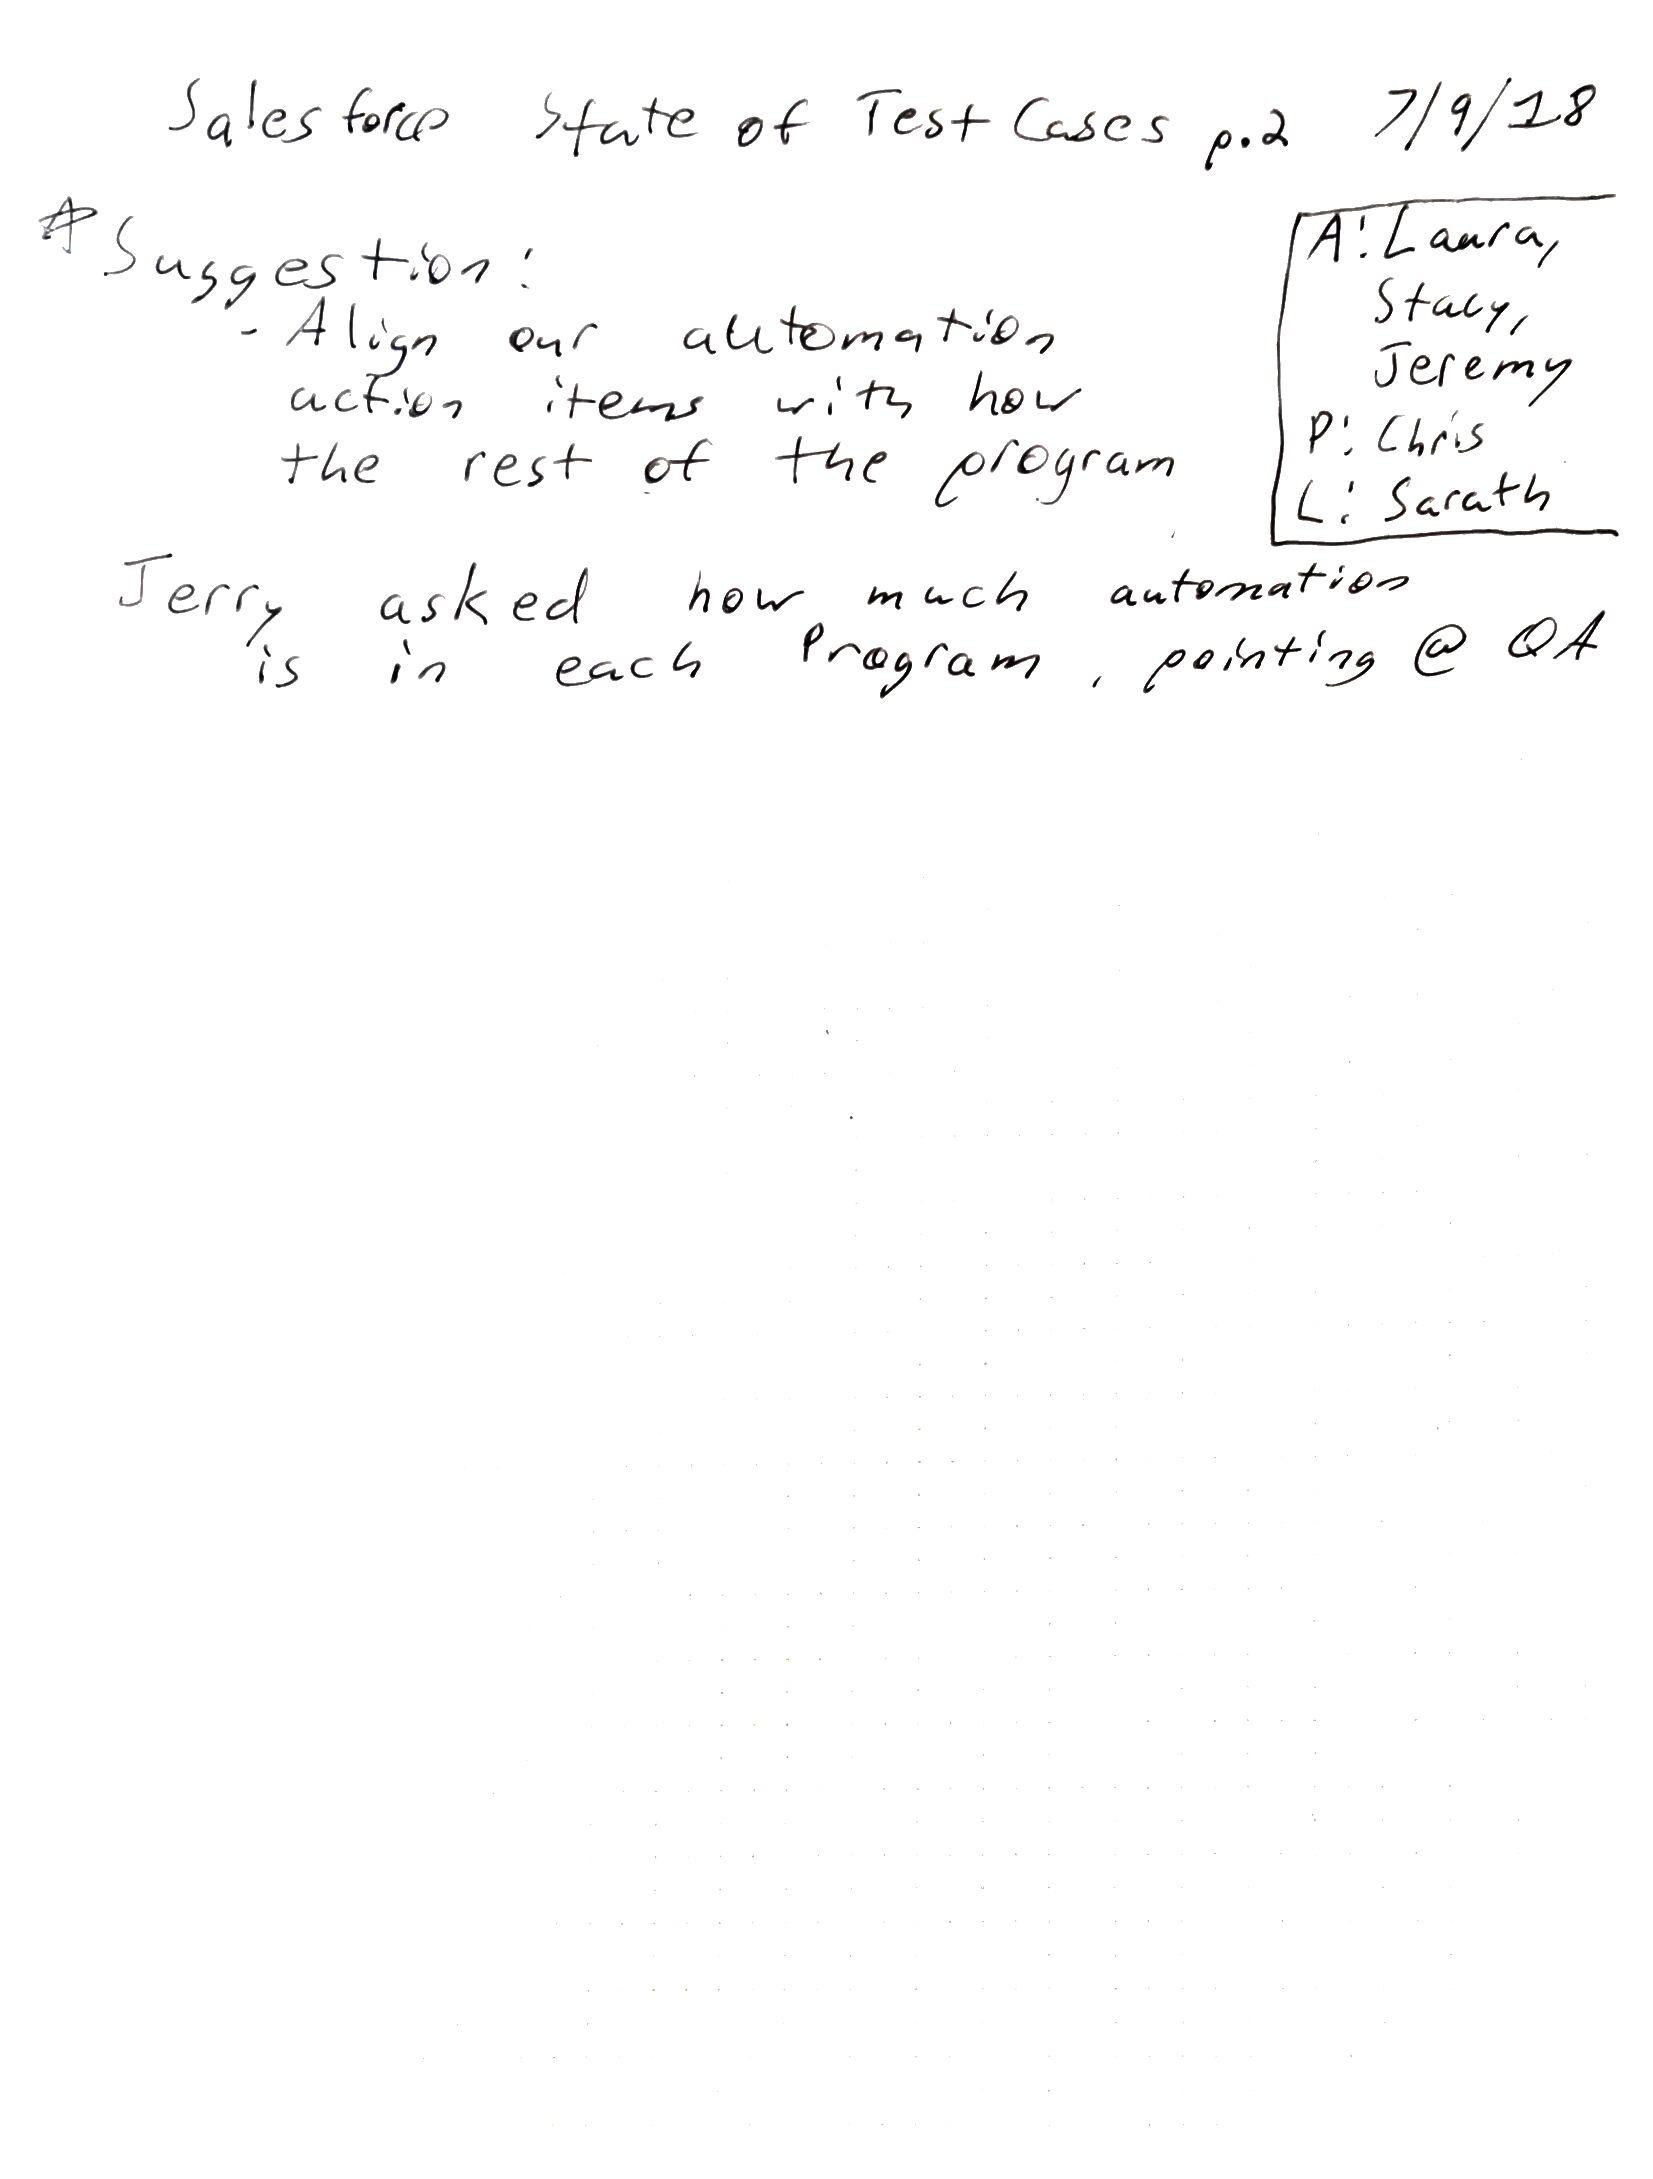 Salesforce State of Test Cases p.2 7/9/18
* Suggestion:
- Align our automation
action items with how
the rest of the program
A: Laura,
Stacy,
Jeremy
P: Chris
L: Sarath
Jerry asked how much automation
is in each Program, pointing @ QA